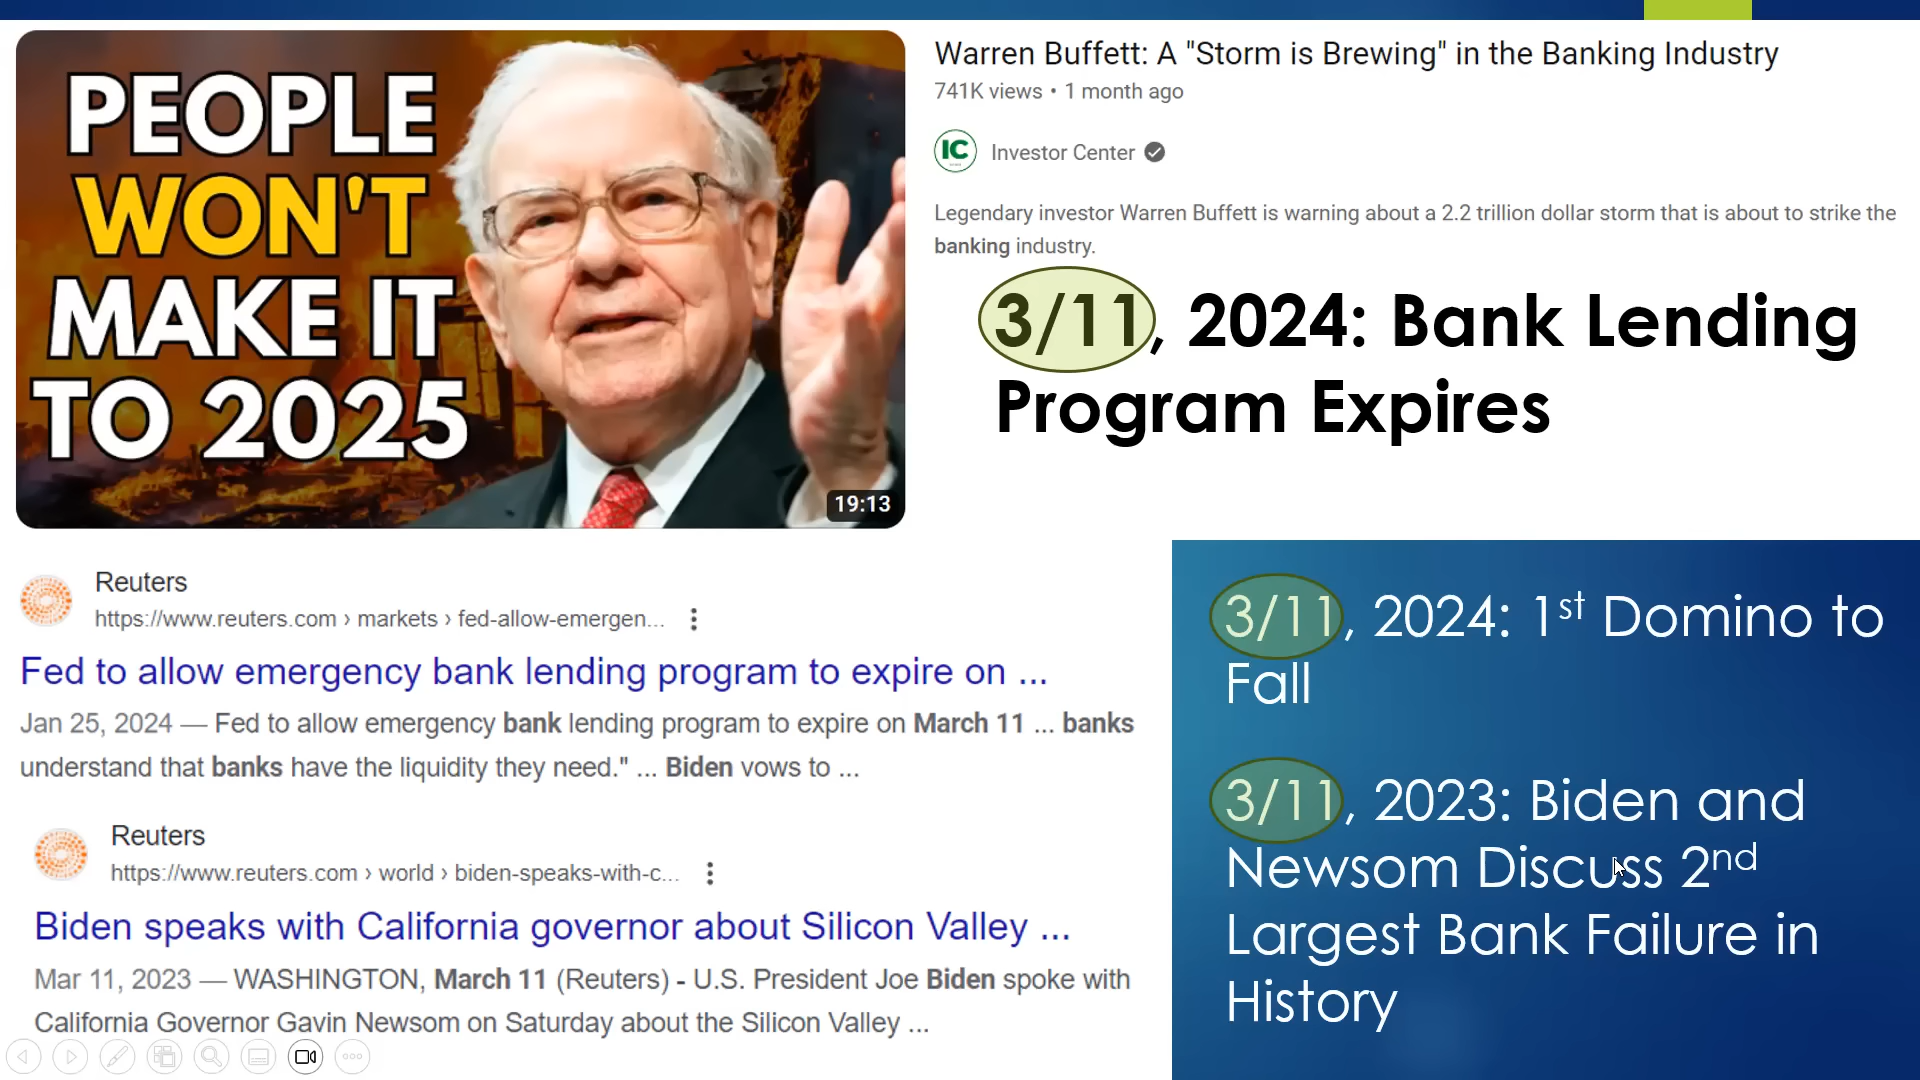 PEOPLE
WON'T
MAKE IT
TO 2025
19:13
Warren Buffett: A "Storm is Brewing" in the Banking Industry
741K views • 1 month ago
IC
Investor Center
Legendary investor Warren Buffett is warning about a 2.2 trillion dollar storm that is about to strike the
banking industry.
3/11, 2024: Bank Lending
Program Expires
Reuters
https://www.reuters.com › markets › fed-allow-emergen...
Fed to allow emergency bank lending program to expire on ...
Jan 25, 2024 — Fed to allow emergency bank lending program to expire on March 11 ... banks
understand that banks have the liquidity they need." ... Biden vows to ...
Reuters
https://www.reuters.com › world › biden-speaks-with-c...
Biden speaks with California governor about Silicon Valley ...
Mar 11, 2023 — WASHINGTON, March 11 (Reuters) - U.S. President Joe Biden spoke with
California Governor Gavin Newsom on Saturday about the Silicon Valley ...
3/11, 2024: 1st Domino to
Fall
3/11, 2023: Biden and
Newsom Discuss 2nd
Largest Bank Failure in
History